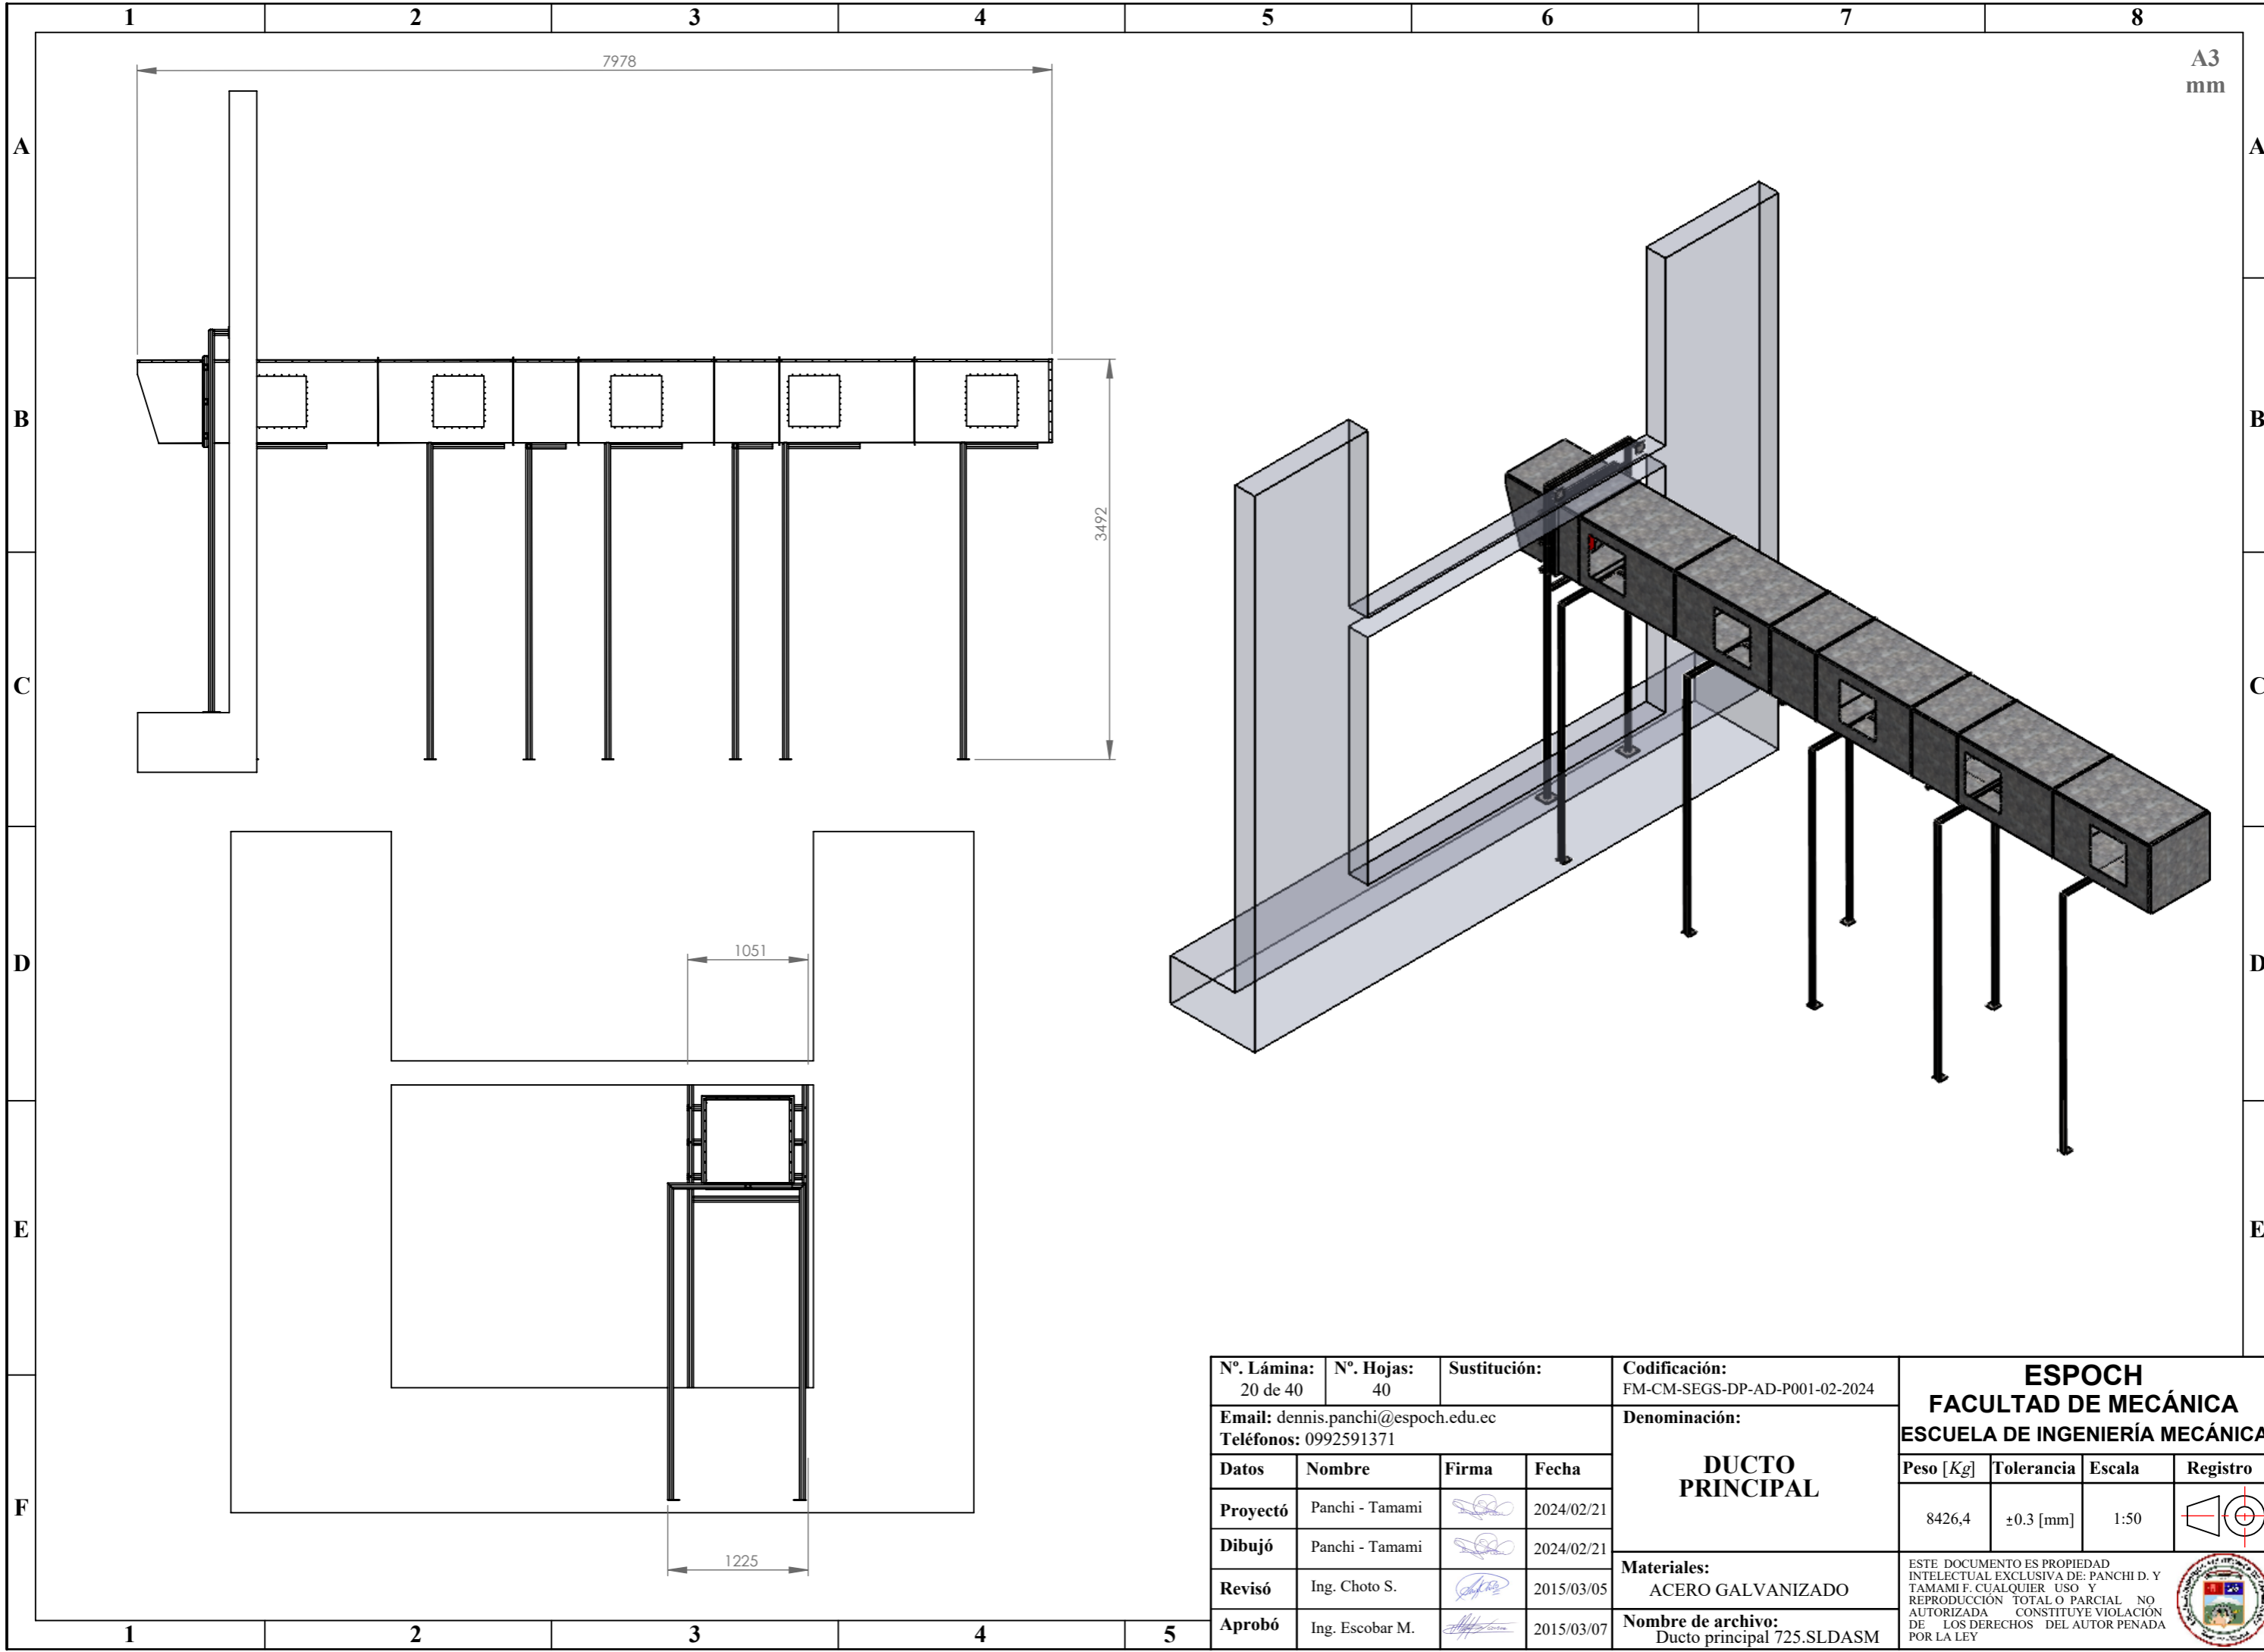 1 2 3 4 5 6 7 8
A3
mm
A A
B B
C C
D D
E E
F
7978
3492
1051
1225
1 2 3 4 5
Nº. Lámina: Nº. Hojas: Sustitución: Codificación:
20 de 40 40 FM-CM-SEGS-DP-AD-P001-02-2024
ESPOCH
FACULTAD DE MECÁNICA
ESCUELA DE INGENIERÍA MECÁNICA
Email: dennis.panchi@espoch.edu.ec
Teléfonos: 0992591371
Denominación:
DUCTO
PRINCIPAL
Datos Nombre Firma Fecha
Proyectó Panchi - Tamami 2024/02/21
Dibujó Panchi - Tamami 2024/02/21
Revisó Ing. Choto S. 2015/03/05
Aprobó Ing. Escobar M. 2015/03/07
Peso [Kg] Tolerancia Escala Registro
8426,4 ±0.3 [mm] 1:50
Materiales:
ACERO GALVANIZADO
Nombre de archivo:
Ducto principal 725.SLDASM
ESTE DOCUMENTO ES PROPIEDAD
INTELECTUAL EXCLUSIVA DE: PANCHI D. Y
TAMAMI F. CUALQUIER USO Y
REPRODUCCIÓN TOTAL O PARCIAL NO
AUTORIZADA CONSTITUYE VIOLACIÓN
DE LOS DERECHOS DEL AUTOR PENADA
POR LA LEY